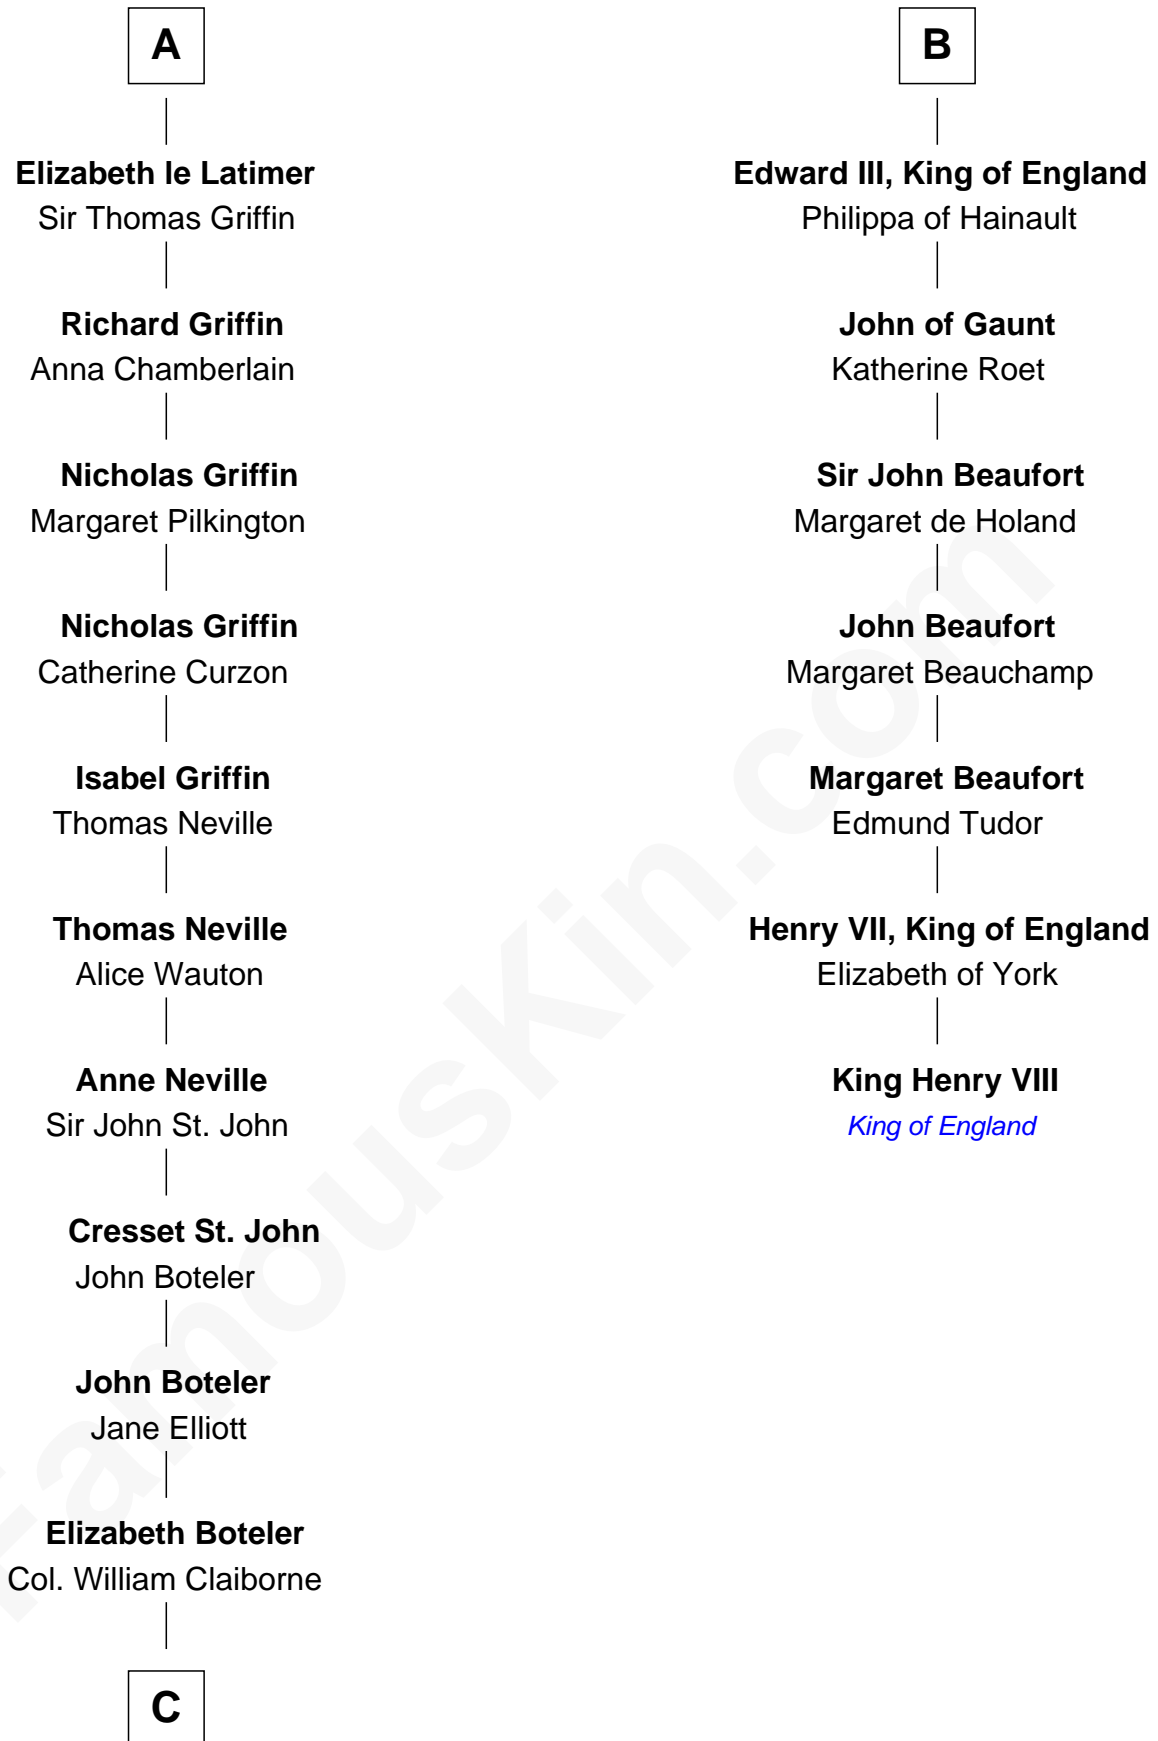 A
Elizabeth le Latimer
Sir Thomas Griffin
Richard Griffin
Anna Chamberlain
Nicholas Griffin
Margaret Pilkington
Nicholas Griffin
Catherine Curzon
Isabel Griffin
Thomas Neville
Thomas Neville
Alice Wauton
Anne Neville
Sir John St. John
Cresset St. John
John Boteler
John Boteler
Jane Elliott
Elizabeth Boteler
Col. William Claiborne
C
B
Edward III, King of England
Philippa of Hainault
John of Gaunt
Katherine Roet
Sir John Beaufort
Margaret de Holand
John Beaufort
Margaret Beauchamp
Margaret Beaufort
Edmund Tudor
Henry VII, King of England
Elizabeth of York
King Henry VIII
King of England
FamousKin.com